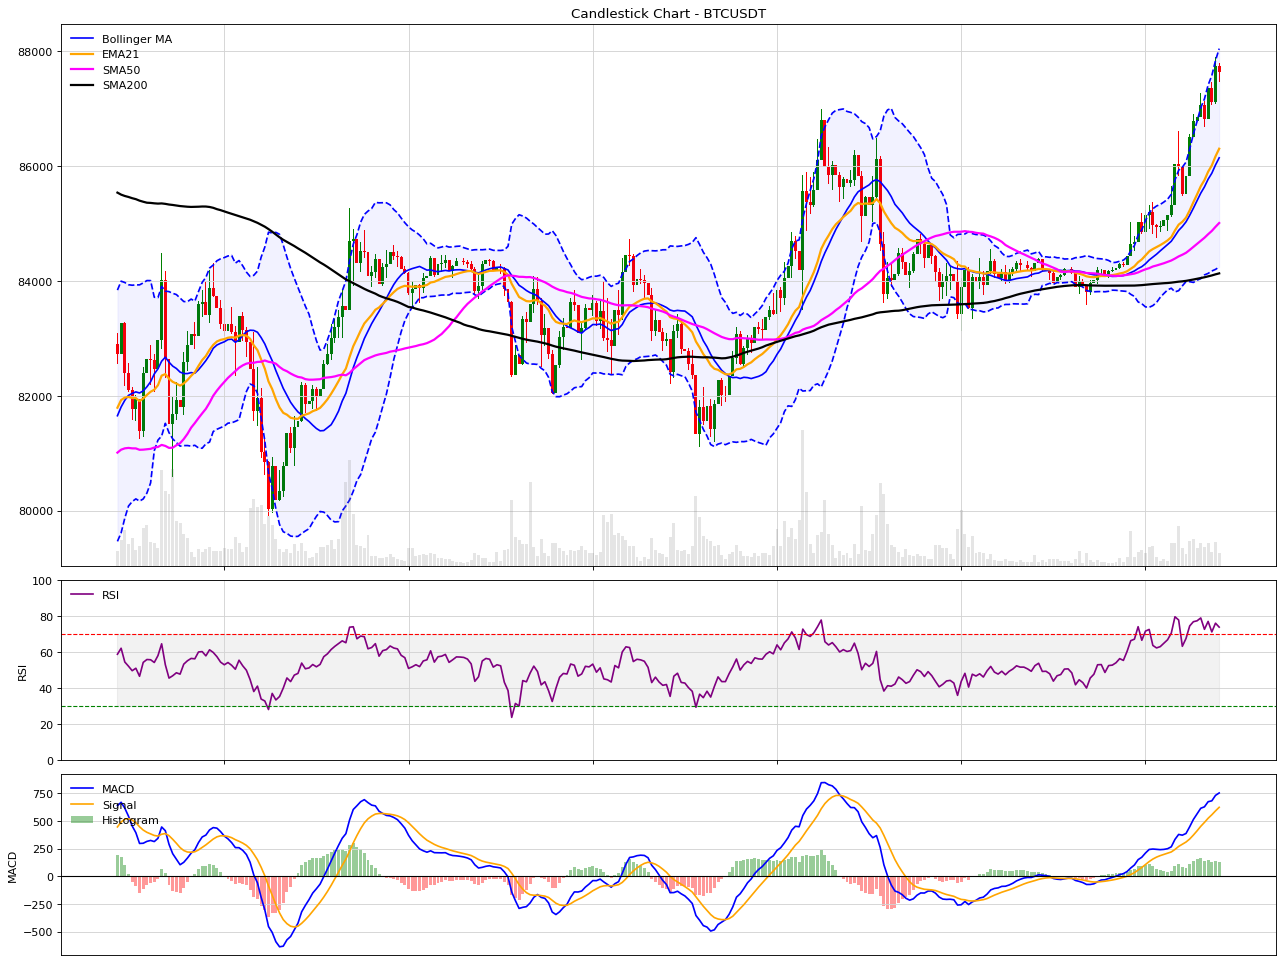 Candlestick Chart - BTCUSDT
Bollinger MA
EMA21
SMA50
SMA200
88000
86000
84000
82000
80000
RSI
100
80
60
40
20
0
RSI
MACD
Signal
Histogram
750
500
250
0
−250
−500
MACD